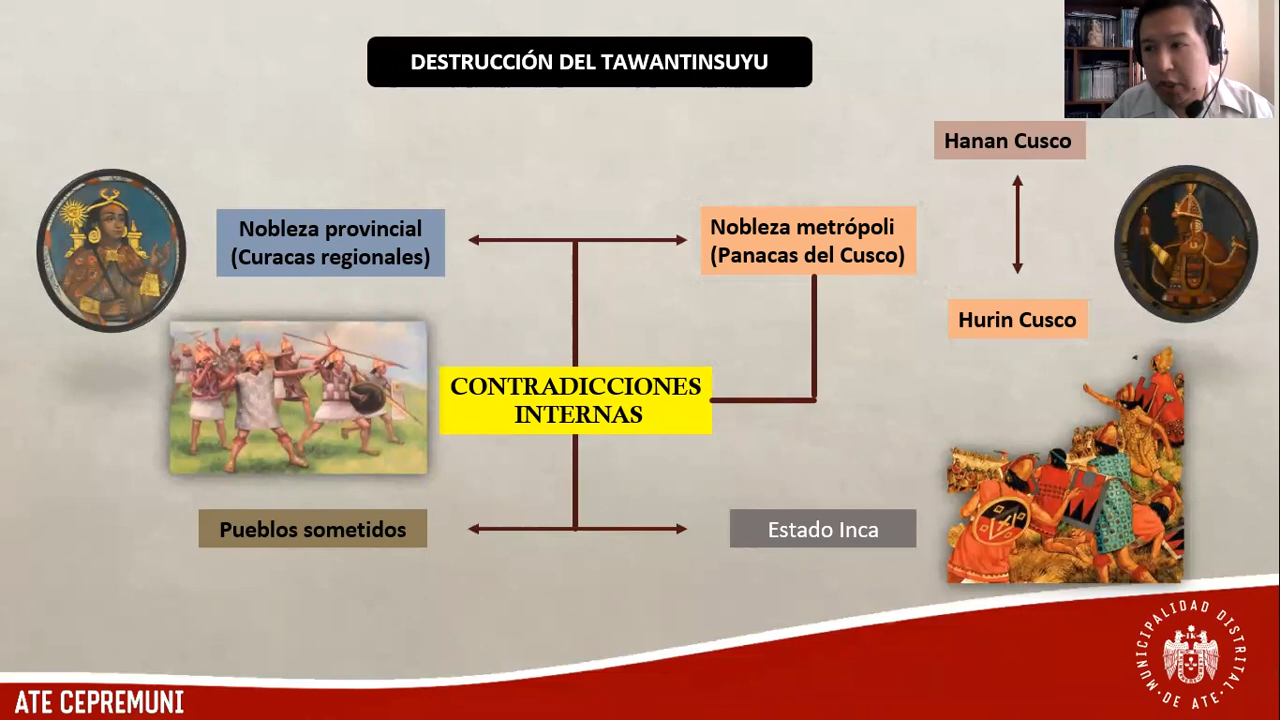 DESTRUCCIÓN DEL TAWANTINSUYU
Hanan Cusco
Nobleza provincial
(Curacas regionales)
Nobleza metrópoli
(Panacas del Cusco)
Hurin Cusco
CONTRADICCIONES
INTERNAS
Pueblos sometidos
Estado Inca
MUNICIPALIDAD DISTRITAL
DE ATE
ATE CEPREMUNI